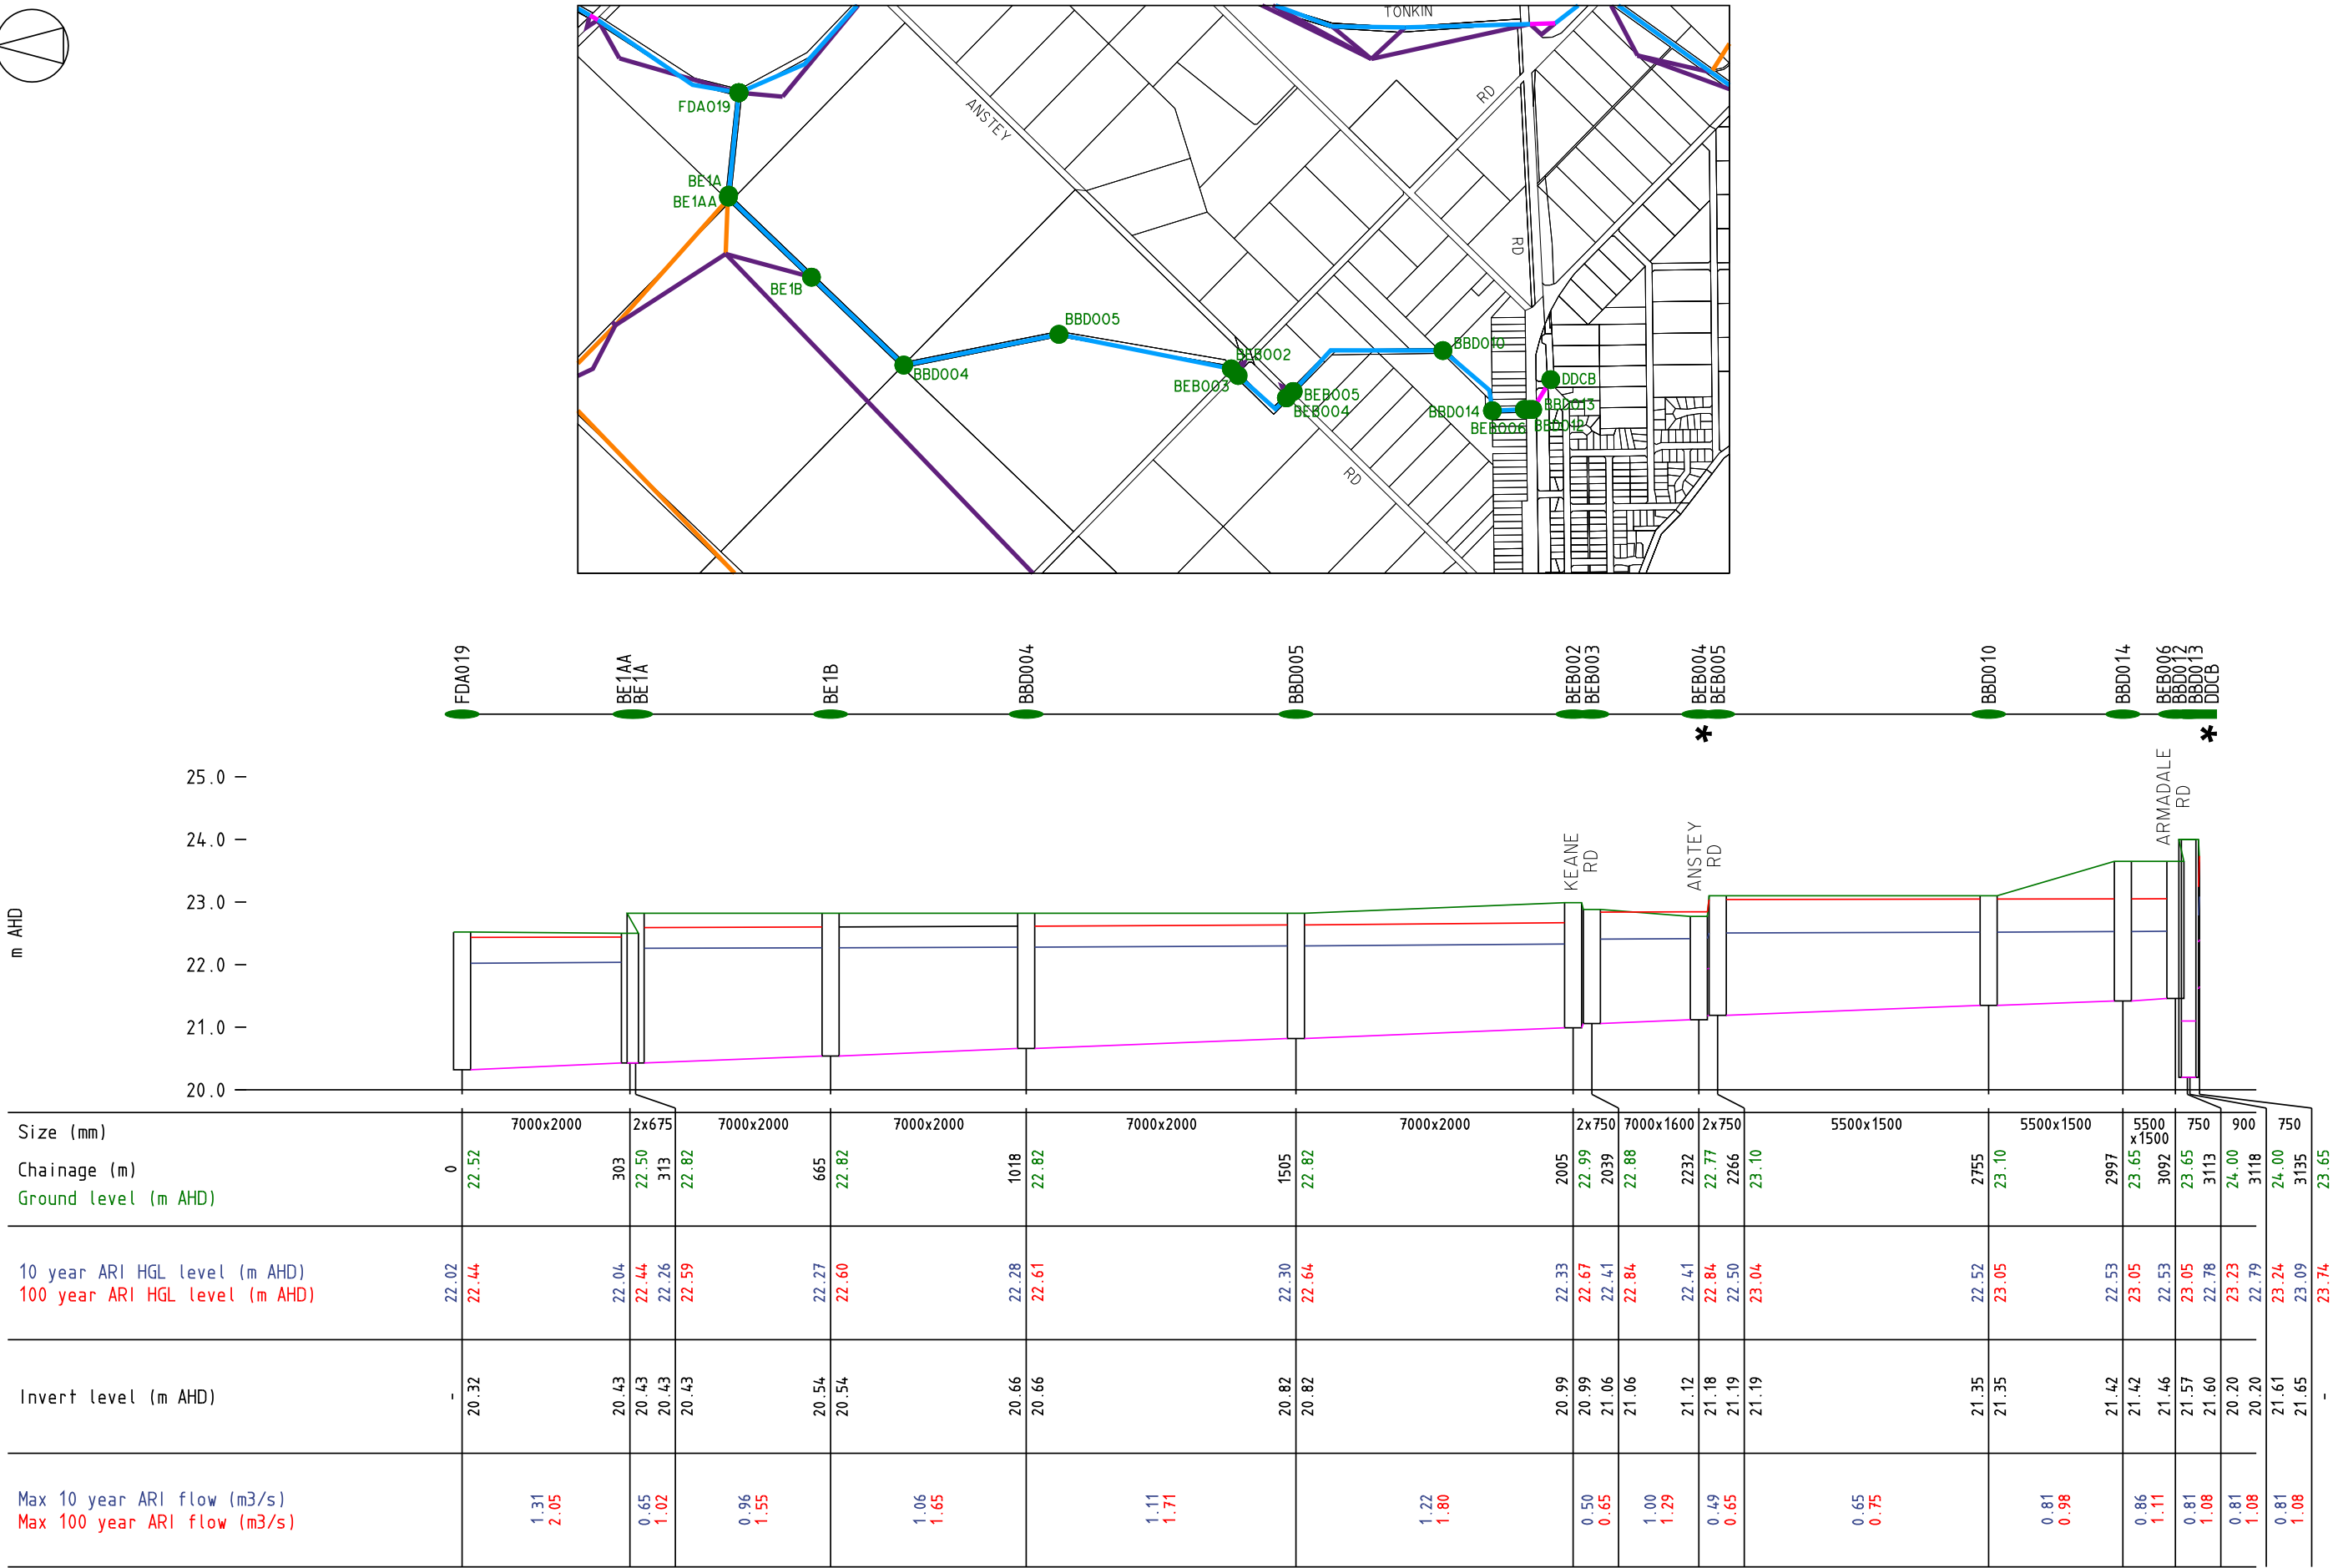 TONKIN
FDA019
ANSTEY
RD
BE1A
BE1AA
RD
BE1B
BBD005
BBD004
BEB002
BEB003
BBD010
BEB005
BEB004
DDCB
BBD014
BBD013
BEB006
BBD012
RD
FDA019
BE1AA
BE1A
BE1B
BBD004
BBD005
BEB002
BEB003
BEB004
BEB005
BBD010
BBD014
BEB006
BBD012
BBD013
DDCB
*
*
m AHD
25.0
24.0
23.0
22.0
21.0
20.0
KEANE
RD
ANSTEY
RD
ARMADALE
RD
Size (mm)
7000x2000 2x675 7000x2000 7000x2000 7000x2000 7000x2000 2x750 7000x1600 2x750 5500x1500 5500x1500 5500 x1500 750 900 750
Chainage (m)
0 303 313 665 1018 1505 2005 2039 2232 2266 2755 2997 3092 3113 3118 3135
Ground level (m AHD)
22.52 22.50 22.82 22.82 22.82 22.82 22.99 22.88 22.77 23.10 23.10 23.65 23.65 24.00 24.00 23.65
10 year ARI HGL level (m AHD)
22.02 22.04 22.26 22.27 22.28 22.30 22.33 22.41 22.41 22.50 22.52 22.53 22.53 22.78 22.79 23.09
100 year ARI HGL level (m AHD)
22.44 22.44 22.59 22.60 22.61 22.64 22.67 22.84 22.84 23.04 23.05 23.05 23.05 23.23 23.24 23.74
Invert level (m AHD)
- 20.32 20.43 20.43 20.43 20.43 20.54 20.54 20.66 20.66 20.82 20.82 20.99 20.99 21.06 21.06 21.12 21.18 21.19 21.19 21.35 21.35 21.42 21.42 21.46 21.57 21.60 20.20 20.20 21.61 21.65 -
Max 10 year ARI flow (m3/s)
1.31 0.65 0.96 1.06 1.11 1.22 0.50 1.00 0.49 0.65 0.81 0.86 0.81 0.81 0.81
Max 100 year ARI flow (m3/s)
2.05 1.02 1.55 1.65 1.71 1.80 0.65 1.29 0.65 0.75 0.98 1.11 1.08 1.08 1.08